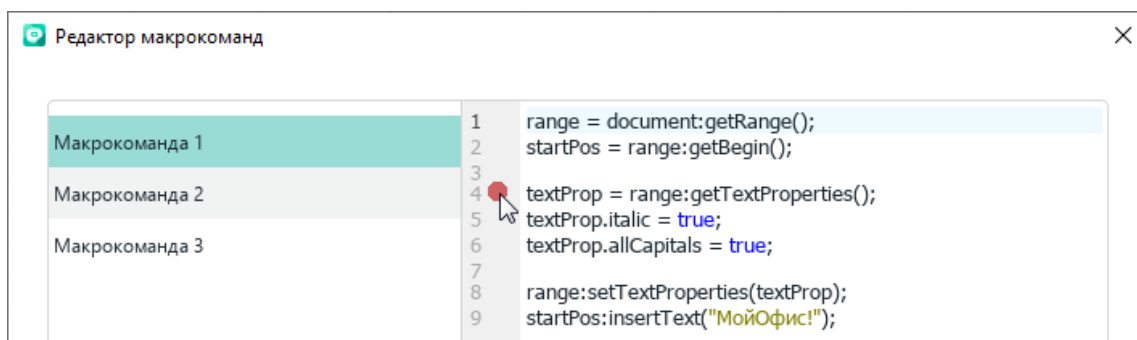 Редактор макрокоманд
Макрокоманда 1
Макрокоманда 2
Макрокоманда 3
1 range = document:getRange();
2 startPos = range:getBegin();
3
4 textProp = range:getTextProperties();
5 textProp.italic = true;
6 textProp.allCapitals = true;
7
8 range:setTextProperties(textProp);
9 startPos:insertText("МойОфис!");